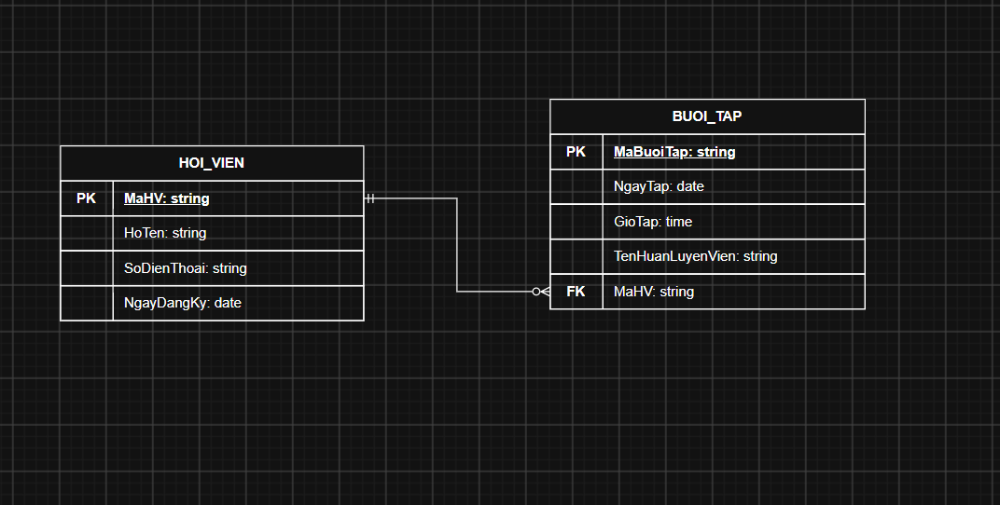 HOI_VIEN
PK MaHV: string
HoTen: string
SoDienThoai: string
NgayDangKy: date
BUOI_TAP
PK MaBuoiTap: string
NgayTap: date
GioTap: time
TenHuanLuyenVien: string
FK MaHV: string